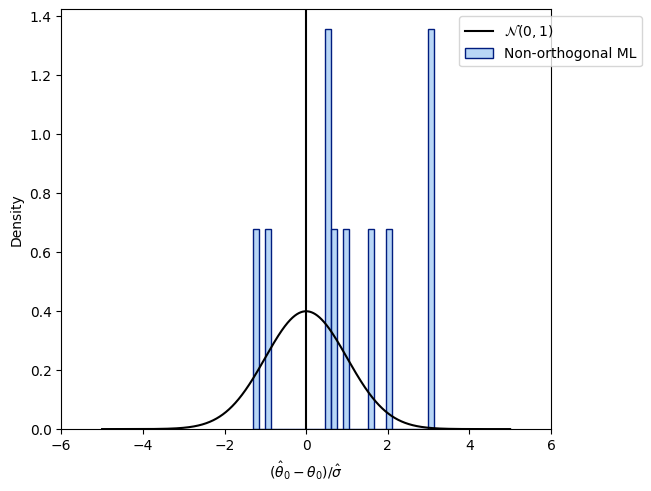 1.4
1.2
1.0
0.8
0.6
0.4
0.2
0.0
Density
−6 −4 −2 0 2 4 6
(θ̂₀ − θ₀)/σ̂
𝒩(0, 1)
Non-orthogonal ML